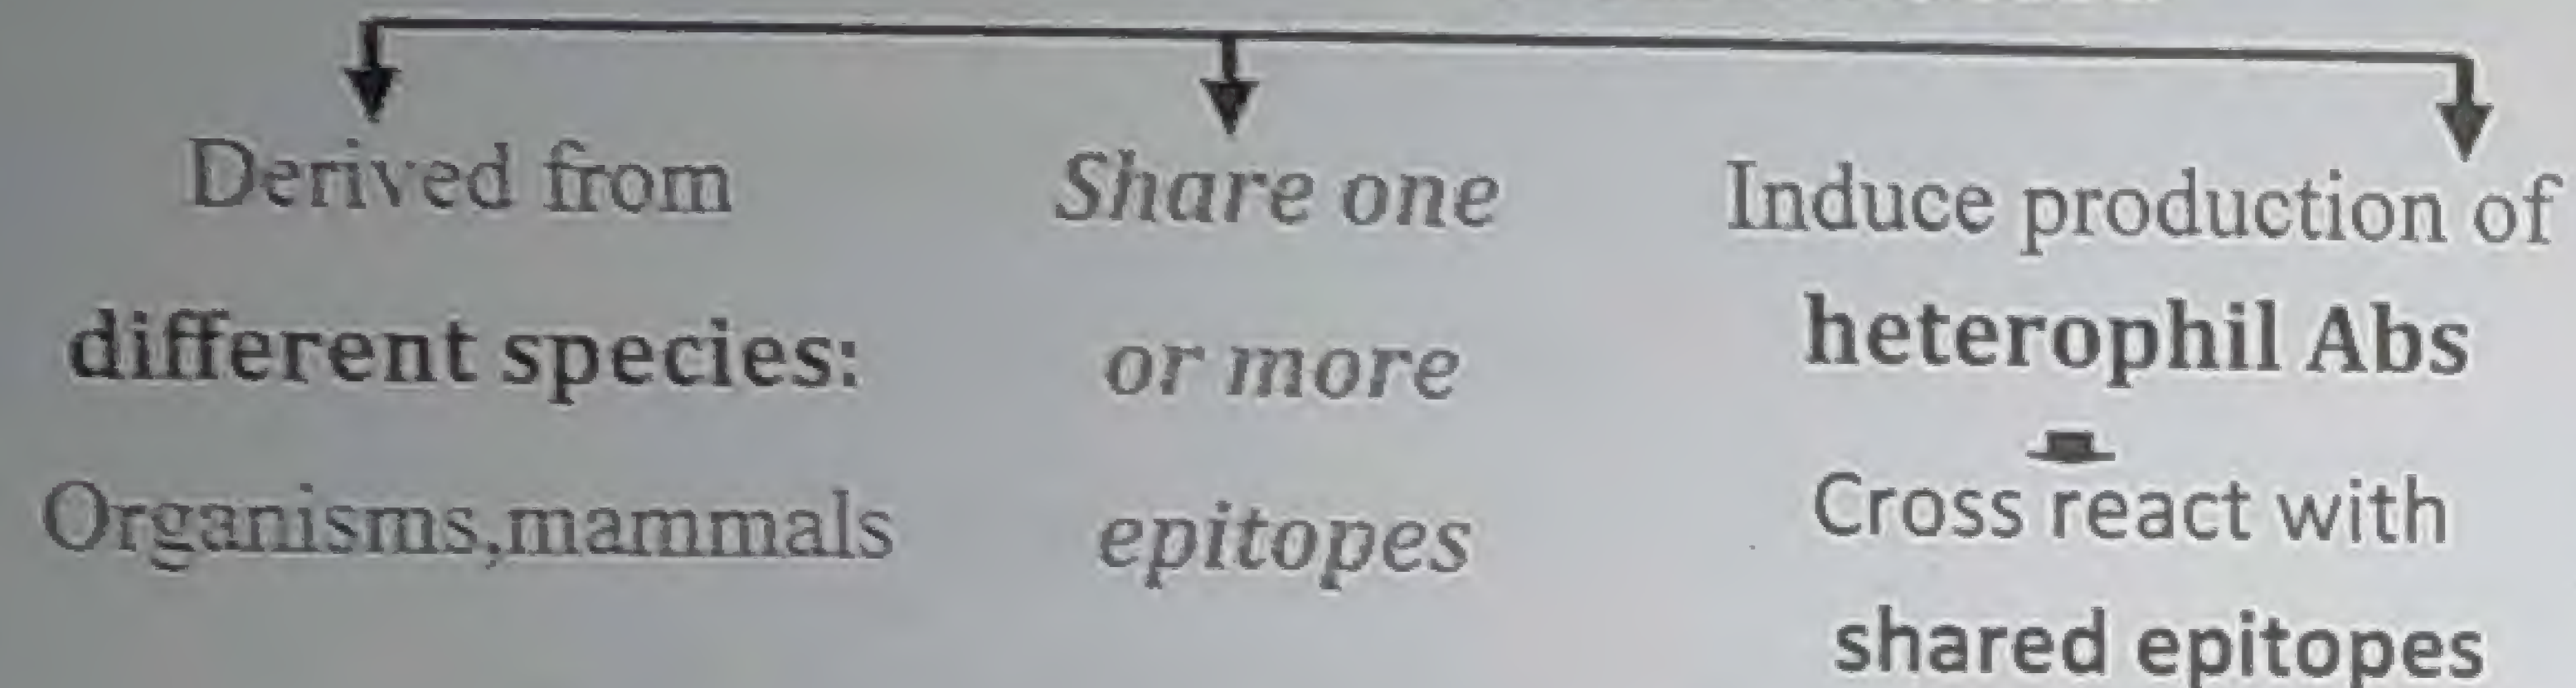 Derived from
different species:
Organisms,mammals
Share one
or more
epitopes
Induce production of
heterophil Abs
Cross react with
shared epitopes